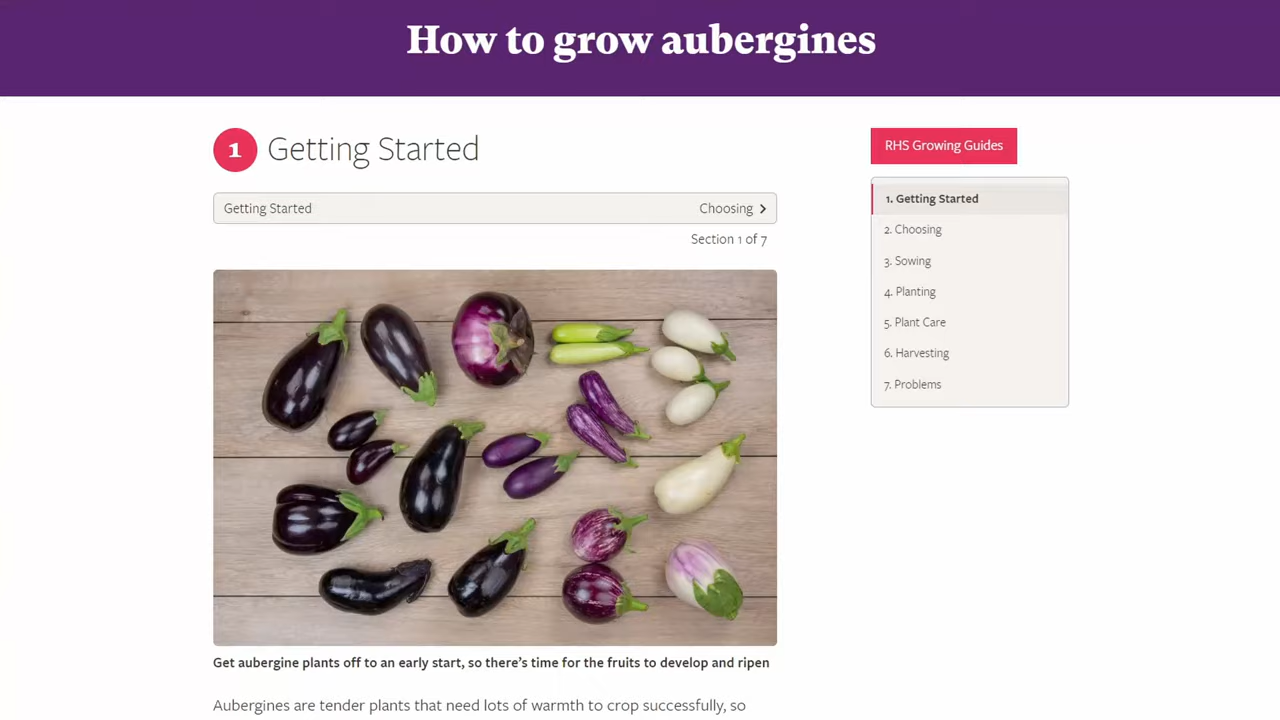 How to grow aubergines
1 Getting Started
Getting Started Choosing
Section 1 of 7
Get aubergine plants off to an early start, so there's time for the fruits to develop and ripen
Aubergines are tender plants that need lots of warmth to crop successfully, so
RHS Growing Guides
1. Getting Started
2. Choosing
3. Sowing
4. Planting
5. Plant Care
6. Harvesting
7. Problems